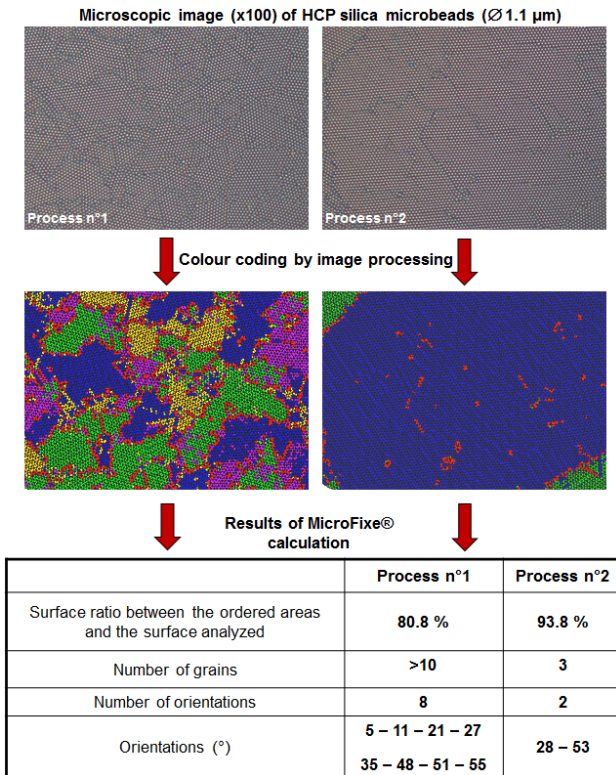 Microscopic image (x100) of HCP silica microbeads (∅ 1.1 µm)
Process n°1
Process n°2
Colour coding by image processing
Results of MicroFixe®
calculation
Process n°1
Process n°2
Surface ratio between the ordered areas
and the surface analyzed
80.8 %
93.8 %
Number of grains
>10
3
Number of orientations
8
2
Orientations (°)
5 – 11 – 21 – 27
35 – 48 – 51 – 55
28 – 53